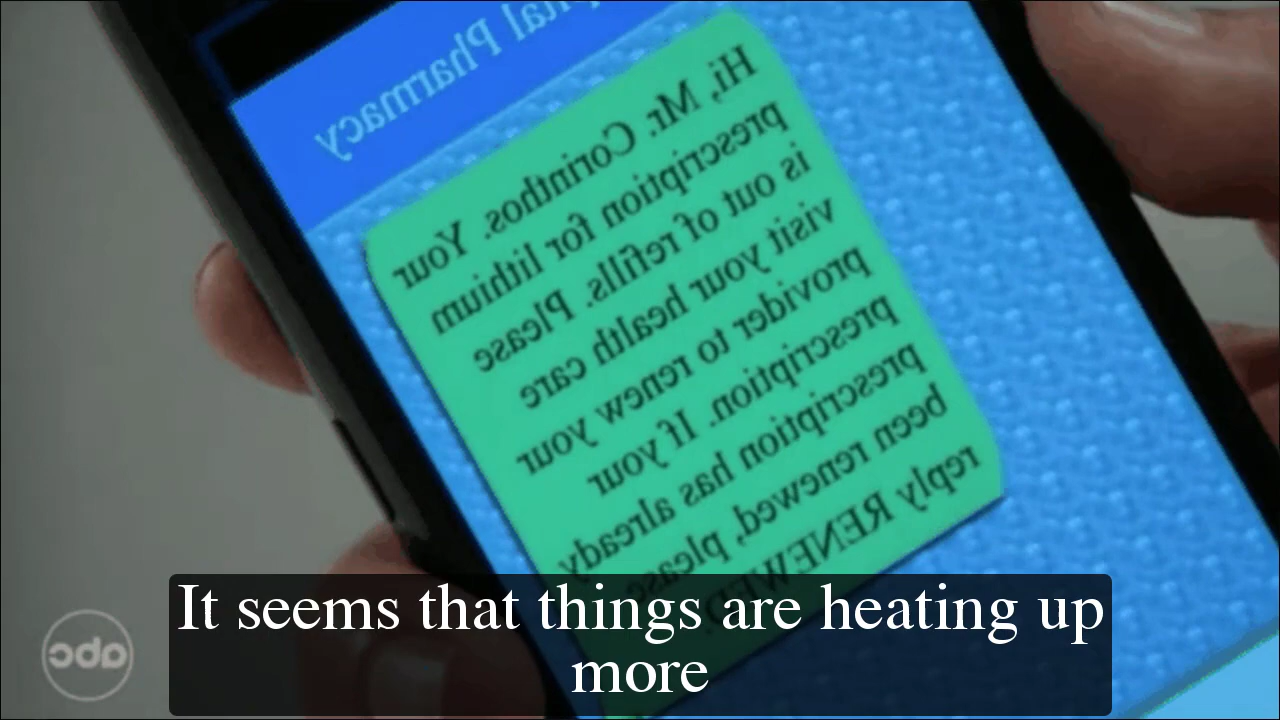 ital Pharmacy
Hi, Mr. Corinthos. Your
prescription for lithium
is out of refills. Please
visit your health care
provider to renew your
prescription. If your
prescription has already
been renewed, please
reply RENEWED.
abc
It seems that things are heating up
more